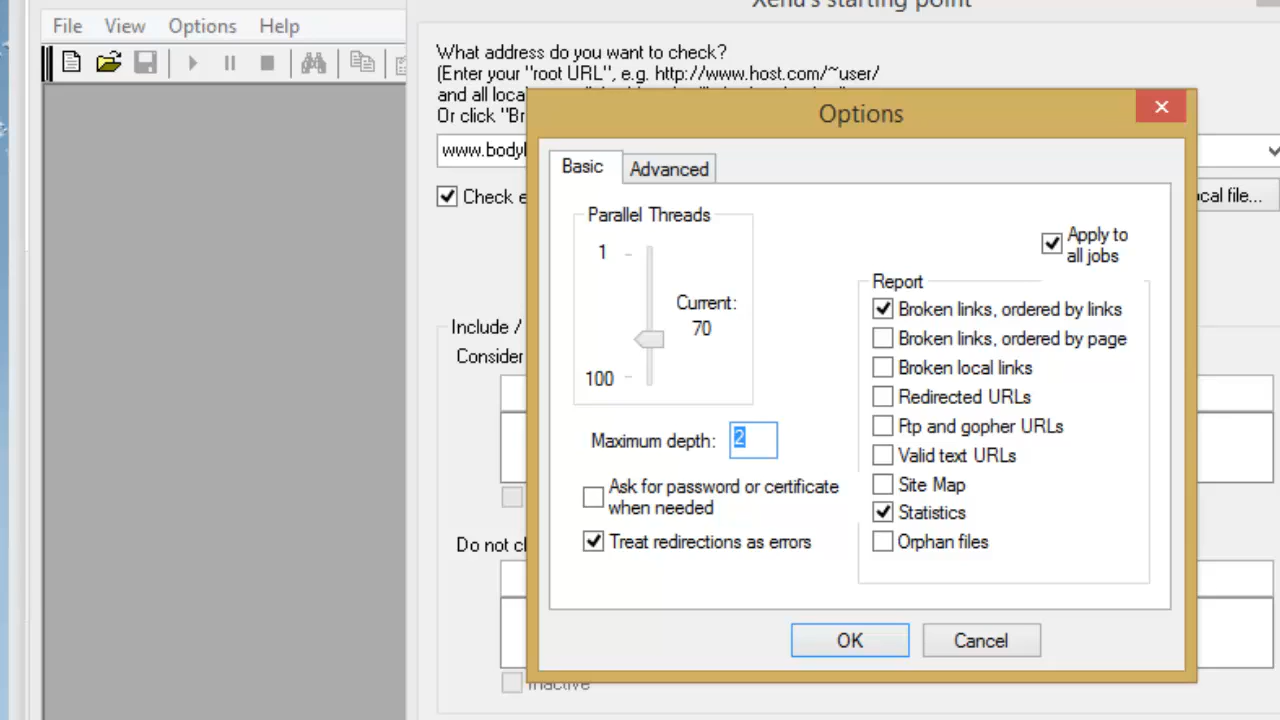 Xenu's starting point
File View Options Help
What address do you want to check?
(Enter your "root URL", e.g. http://www.host.com/~user/
and all local
Or click "Br
Options
www.body
Basic
Advanced
Check e
ocal file...
Parallel Threads
1
Current:
70
100
Apply to
all jobs
Report
Broken links, ordered by links
Broken links, ordered by page
Broken local links
Redirected URLs
Ftp and gopher URLs
Valid text URLs
Site Map
Statistics
Orphan files
Include /
Consider
Maximum depth: 2
Ask for password or certificate
when needed
Treat redirections as errors
Do not ch
OK
Cancel
Inactive